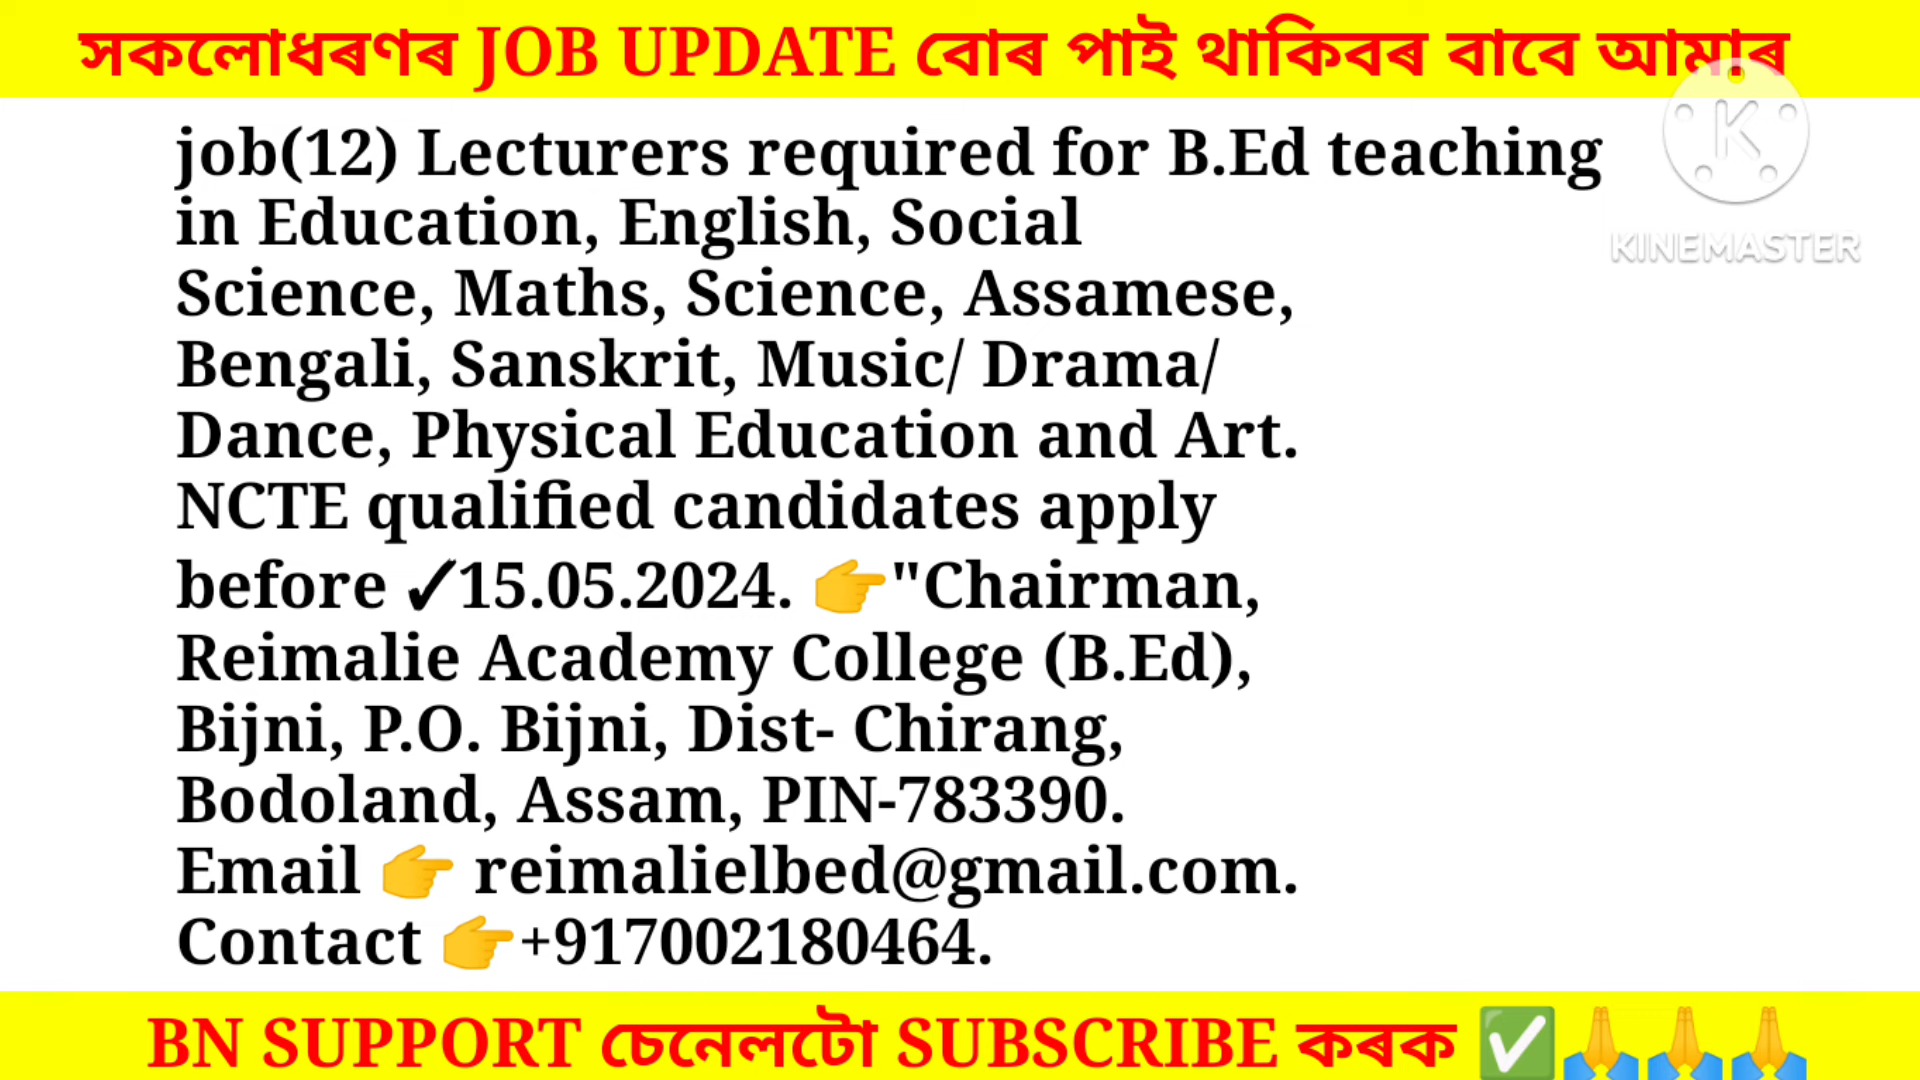 সকলোধৰণৰ JOB UPDATE বোৰ পাই থাকিবৰ বাবে আমাৰ
job(12) Lecturers required for B.Ed teaching
in Education, English, Social
Science, Maths, Science, Assamese,
Bengali, Sanskrit, Music/ Drama/
Dance, Physical Education and Art.
NCTE qualified candidates apply
before ✓15.05.2024. 👉"Chairman,
Reimalie Academy College (B.Ed),
Bijni, P.O. Bijni, Dist- Chirang,
Bodoland, Assam, PIN-783390.
Email 👉 reimalielbed@gmail.com.
Contact 👉+917002180464.
K
KINEMASTER
BN SUPPORT চেনেলটো SUBSCRIBE কৰক ✅🙏🙏🙏